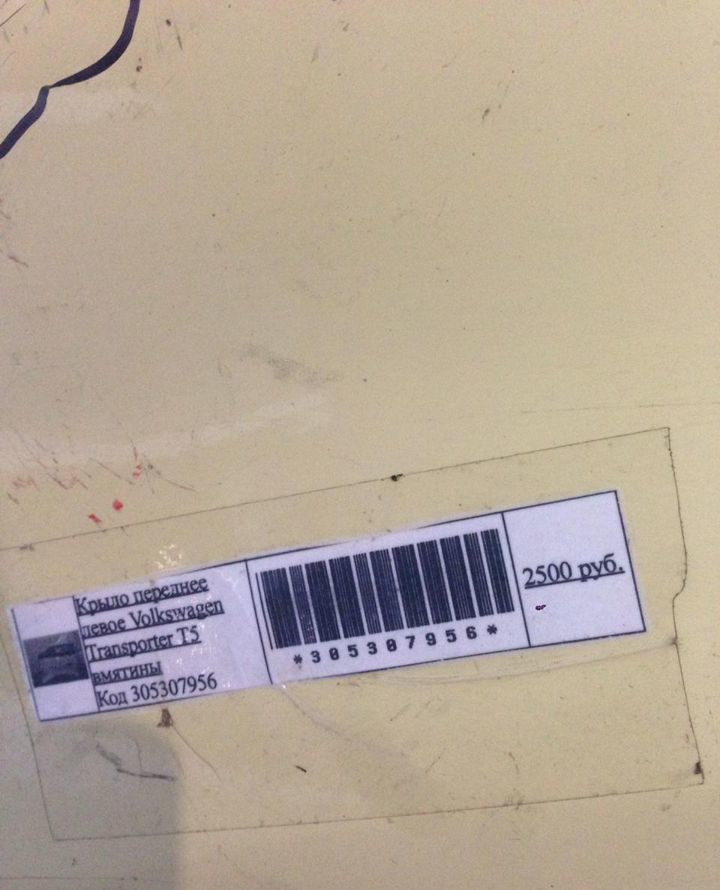 Крыло переднее
левое Volkswagen
Transporter T5
вмятины
Код 305307956
*305307956*
2500 руб.